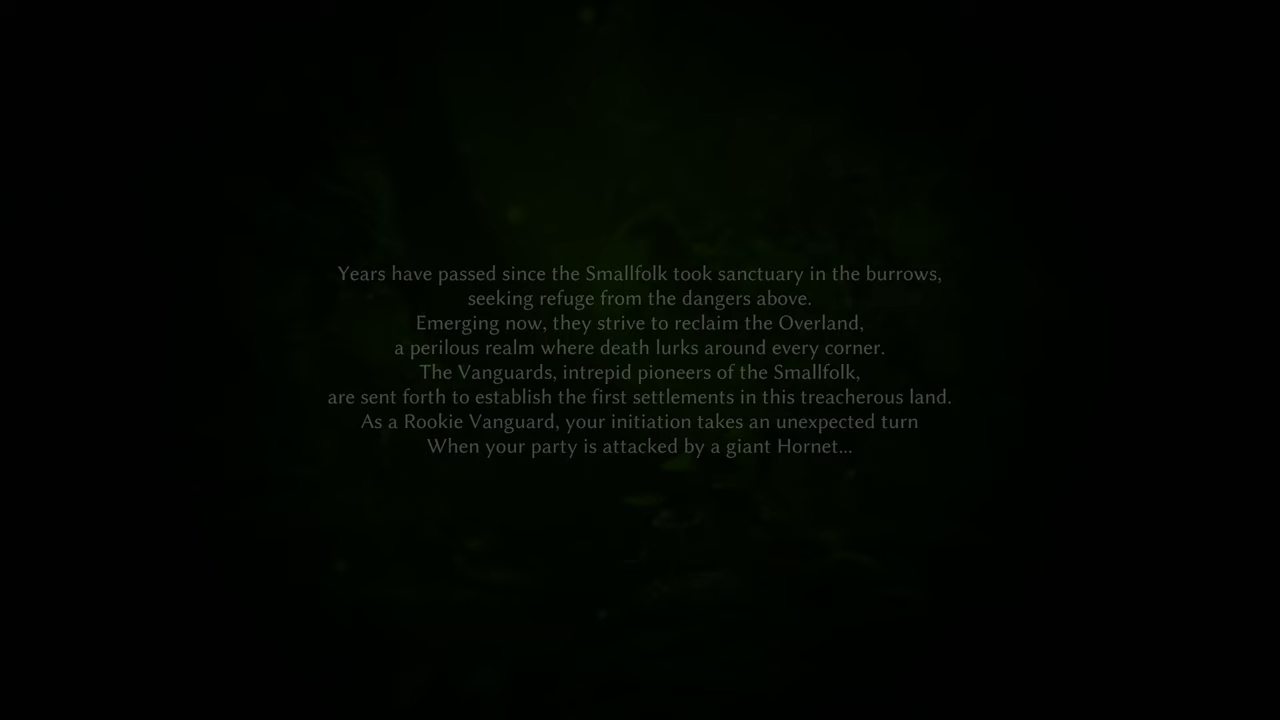 Years have passed since the Smallfolk took sanctuary in the burrows,
seeking refuge from the dangers above.
Emerging now, they strive to reclaim the Overland,
a perilous realm where death lurks around every corner.
The Vanguards, intrepid pioneers of the Smallfolk,
are sent forth to establish the first settlements in this treacherous land.
As a Rookie Vanguard, your initiation takes an unexpected turn
When your party is attacked by a giant Hornet...